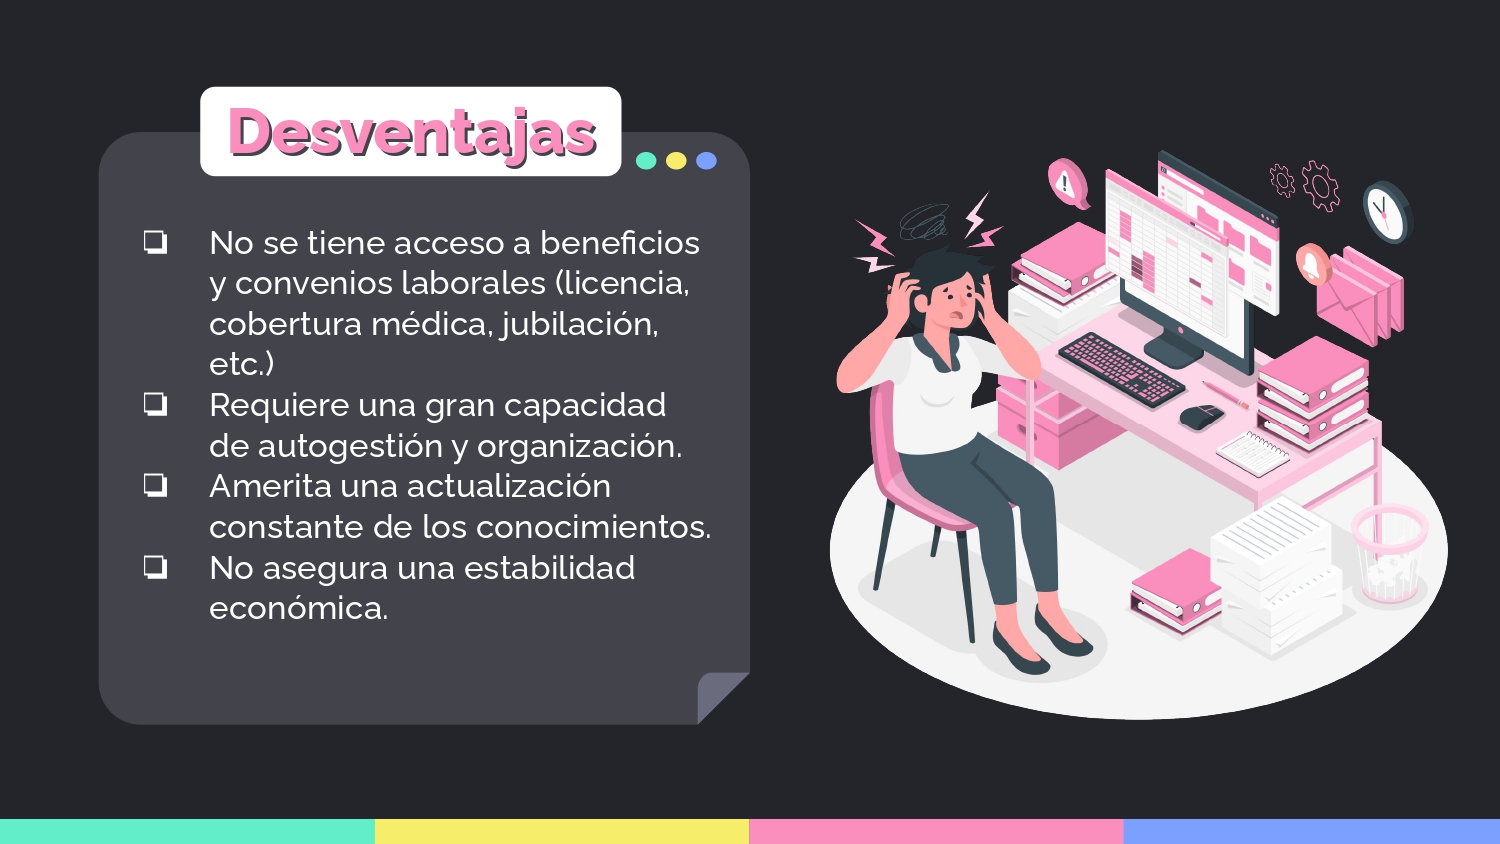 Desventajas
No se tiene acceso a beneficios
y convenios laborales (licencia,
cobertura médica, jubilación,
etc.)
Requiere una gran capacidad
de autogestión y organización.
Amerita una actualización
constante de los conocimientos.
No asegura una estabilidad
económica.